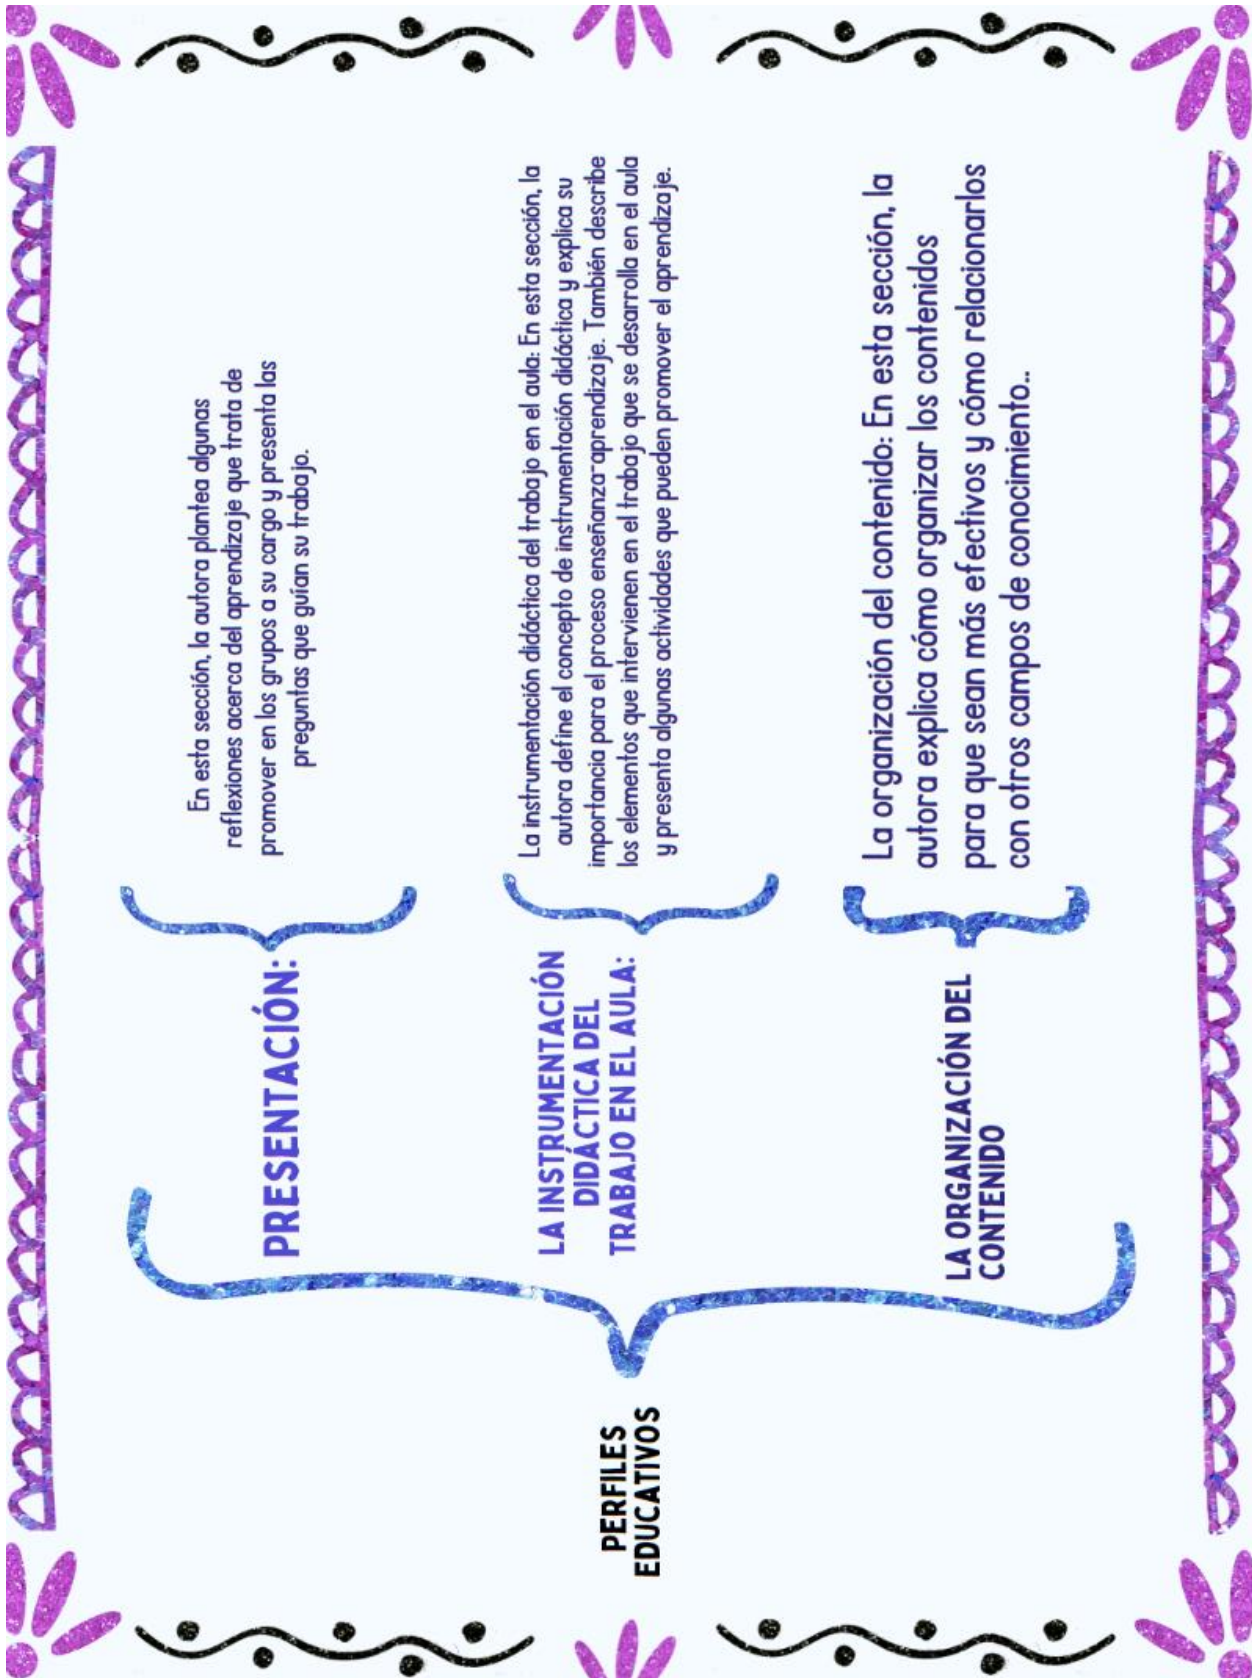 PERFILES
EDUCATIVOS
PRESENTACIÓN:
En esta sección, la autora plantea algunas
reflexiones acerca del aprendizaje que trata de
promover en los grupos a su cargo y presenta las
preguntas que guían su trabajo.
LA INSTRUMENTACIÓN
DIDÁCTICA DEL
TRABAJO EN EL AULA:
La instrumentación didáctica del trabajo en el aula: En esta sección, la
autora define el concepto de instrumentación didáctica y explica su
importancia para el proceso enseñanza-aprendizaje. También describe
los elementos que intervienen en el trabajo que se desarrolla en el aula
y presenta algunas actividades que pueden promover el aprendizaje.
LA ORGANIZACIÓN DEL
CONTENIDO
La organización del contenido: En esta sección, la
autora explica cómo organizar los contenidos
para que sean más efectivos y cómo relacionarlos
con otros campos de conocimiento..